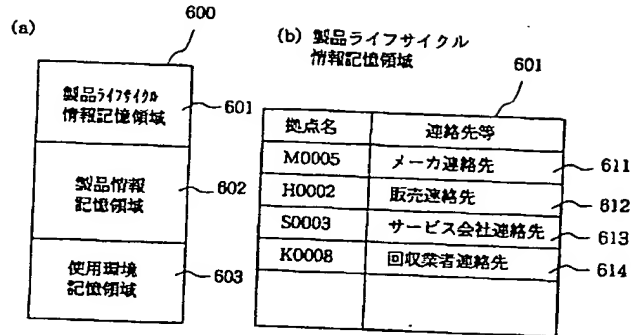 (a)
600
製品ライフサイクル
情報記憶領域
601
製品情報
記憶領域
602
使用環境
記憶領域
603
(b) 製品ライフサイクル
情報記憶領域
601
拠点名 連絡先等
M0005 メーカ連絡先 611
H0002 販売連絡先 612
S0003 サービス会社連絡先 613
K0008 回収業者連絡先 614